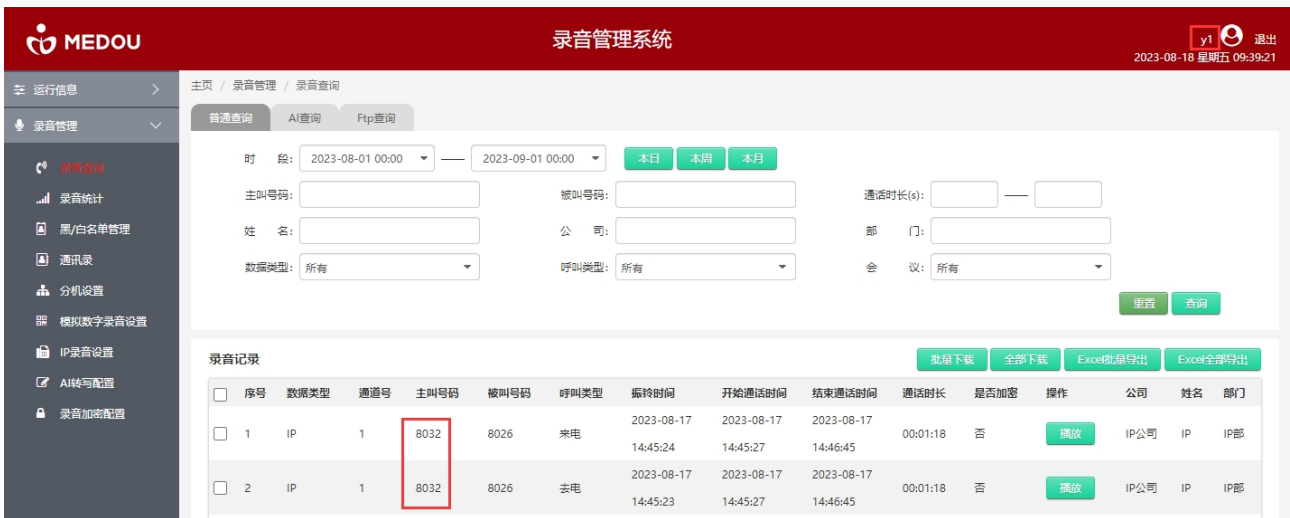 MEDOU
录音管理系统
y1 退出
2023-08-18 星期五 09:39:21
运行信息
录音管理
录音查询
录音统计
黑/白名单管理
通讯录
分机设置
模拟数字录音设置
IP录音设置
AI转写配置
录音加密配置
主页 / 录音管理 / 录音查询
普通查询 AI查询 Ftp查询
时 段: 2023-08-01 00:00 —— 2023-09-01 00:00 本日 本周 本月
主叫号码: 被叫号码: 通话时长(s): ——
姓 名: 公 司: 部 门:
数据类型: 所有 呼叫类型: 所有 会 议: 所有
重置 查询
录音记录 批量下载 全部下载 Excel批量导出 Excel全部导出
序号 数据类型 通道号 主叫号码 被叫号码 呼叫类型 振铃时间 开始通话时间 结束通话时间 通话时长 是否加密 操作 公司 姓名 部门
2023-08-17 2023-08-17 2023-08-17
1 IP 1 8032 8026 来电 00:01:18 否 播放 IP公司 IP IP部
14:45:24 14:45:27 14:46:45
2023-08-17 2023-08-17 2023-08-17
2 IP 1 8032 8026 去电 00:01:18 否 播放 IP公司 IP IP部
14:45:23 14:45:27 14:46:45